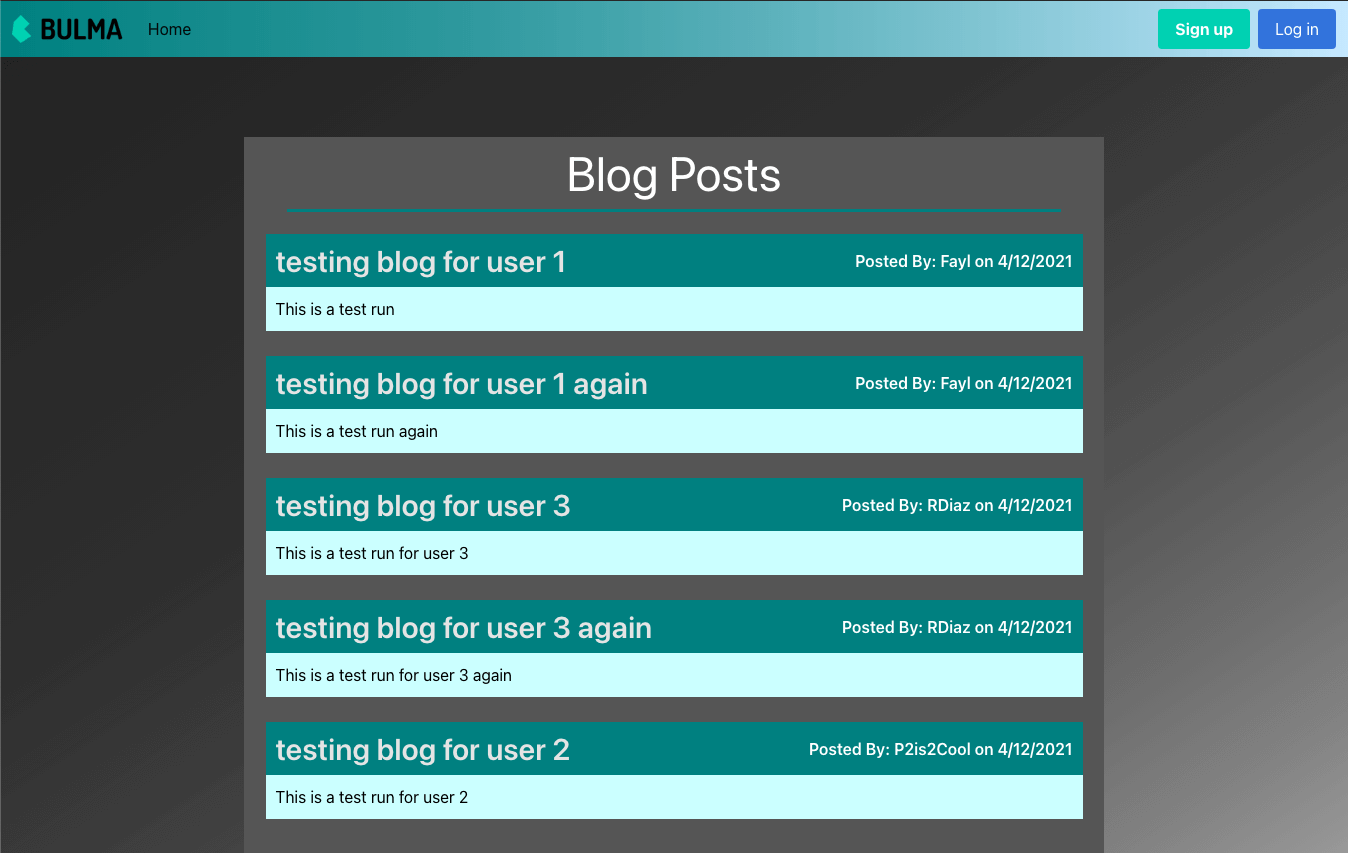 BULMA Home Sign up Log in
Blog Posts
testing blog for user 1 Posted By: Fayl on 4/12/2021
This is a test run
testing blog for user 1 again Posted By: Fayl on 4/12/2021
This is a test run again
testing blog for user 3 Posted By: RDiaz on 4/12/2021
This is a test run for user 3
testing blog for user 3 again Posted By: RDiaz on 4/12/2021
This is a test run for user 3 again
testing blog for user 2 Posted By: P2is2Cool on 4/12/2021
This is a test run for user 2